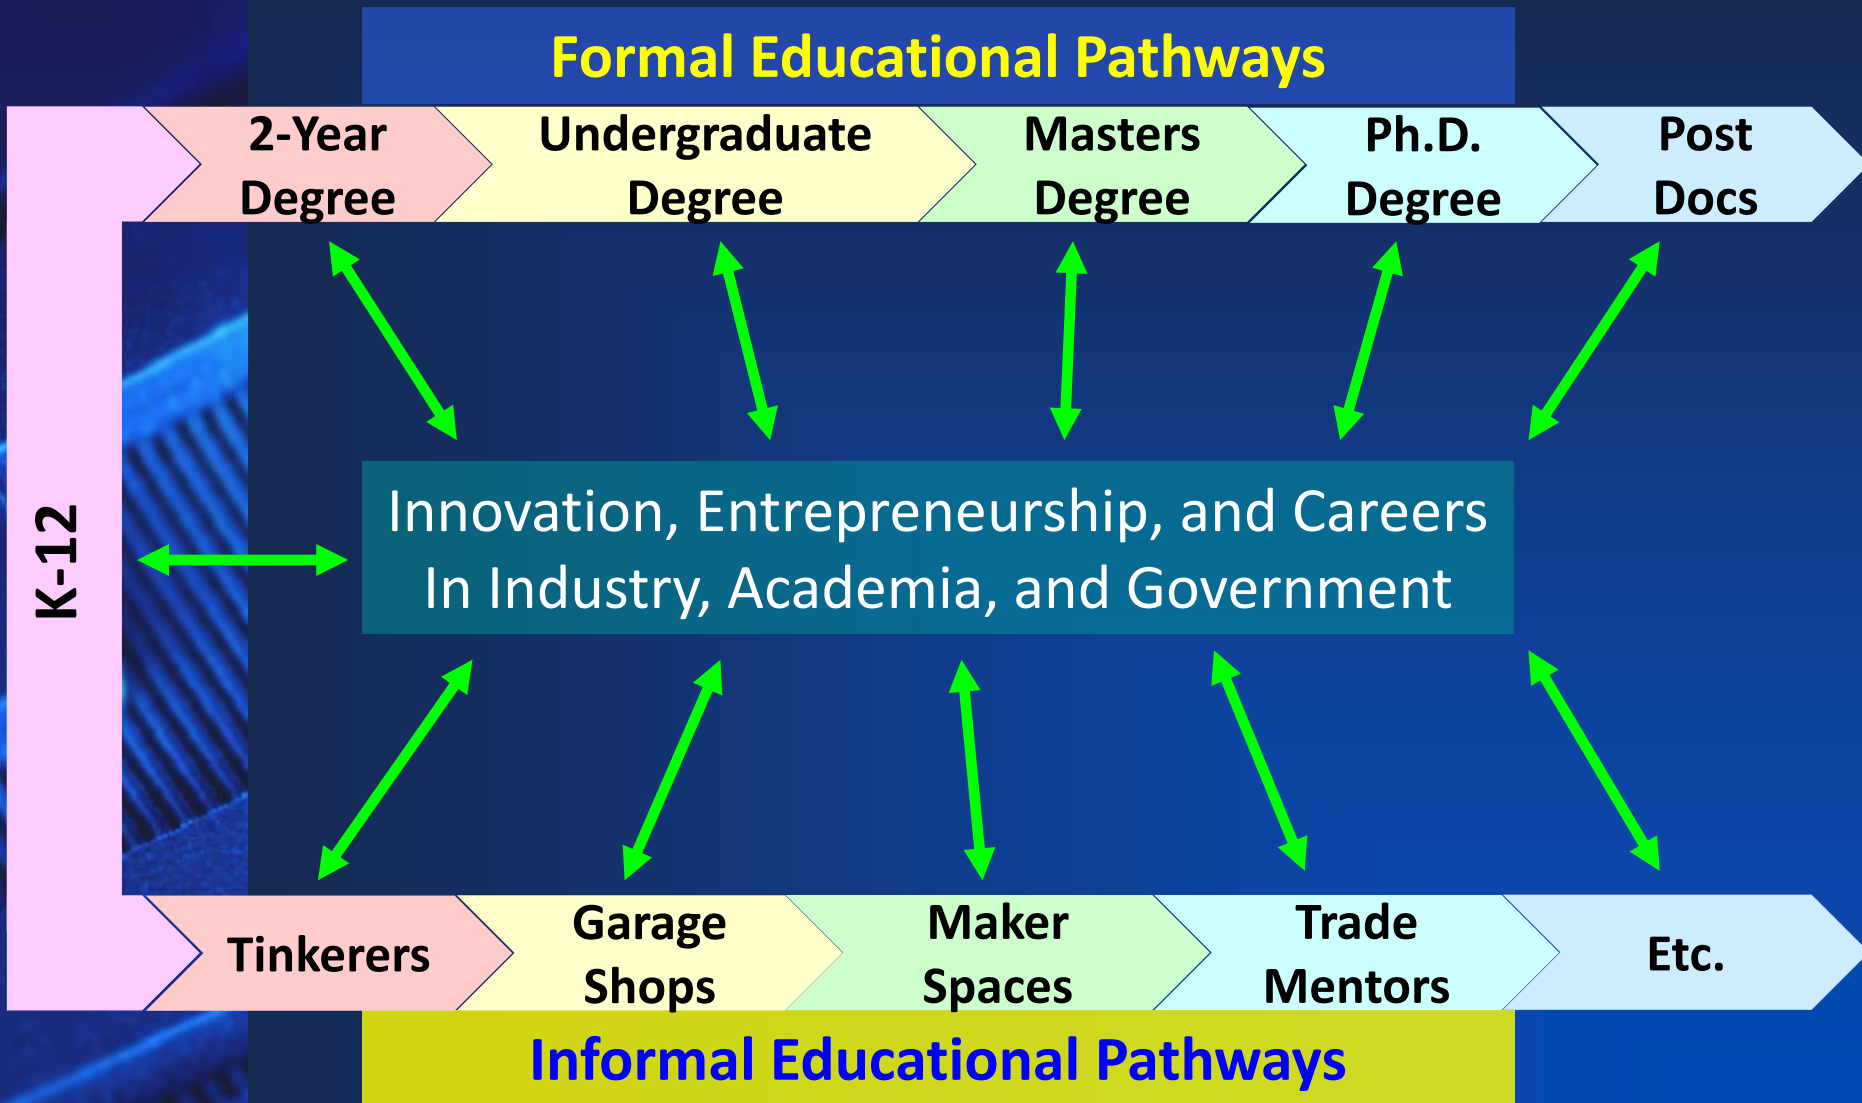 Formal Educational Pathways
2-Year
Degree
Undergraduate
Degree
Masters
Degree
Ph.D.
Degree
Post
Docs
K-12
Innovation, Entrepreneurship, and Careers
In Industry, Academia, and Government
Tinkerers
Garage
Shops
Maker
Spaces
Trade
Mentors
Etc.
Informal Educational Pathways